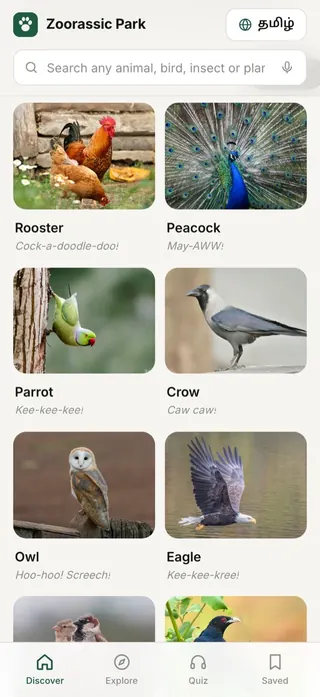 Zoorassic Park
தமிழ்
Search any animal, bird, insect or plar
Rooster
Cock-a-doodle-doo!
Peacock
May-AWW!
Parrot
Kee-kee-kee!
Crow
Caw caw!
Owl
Hoo-hoo! Screech!
Eagle
Kee-kee-kree!
Discover
Explore
Quiz
Saved